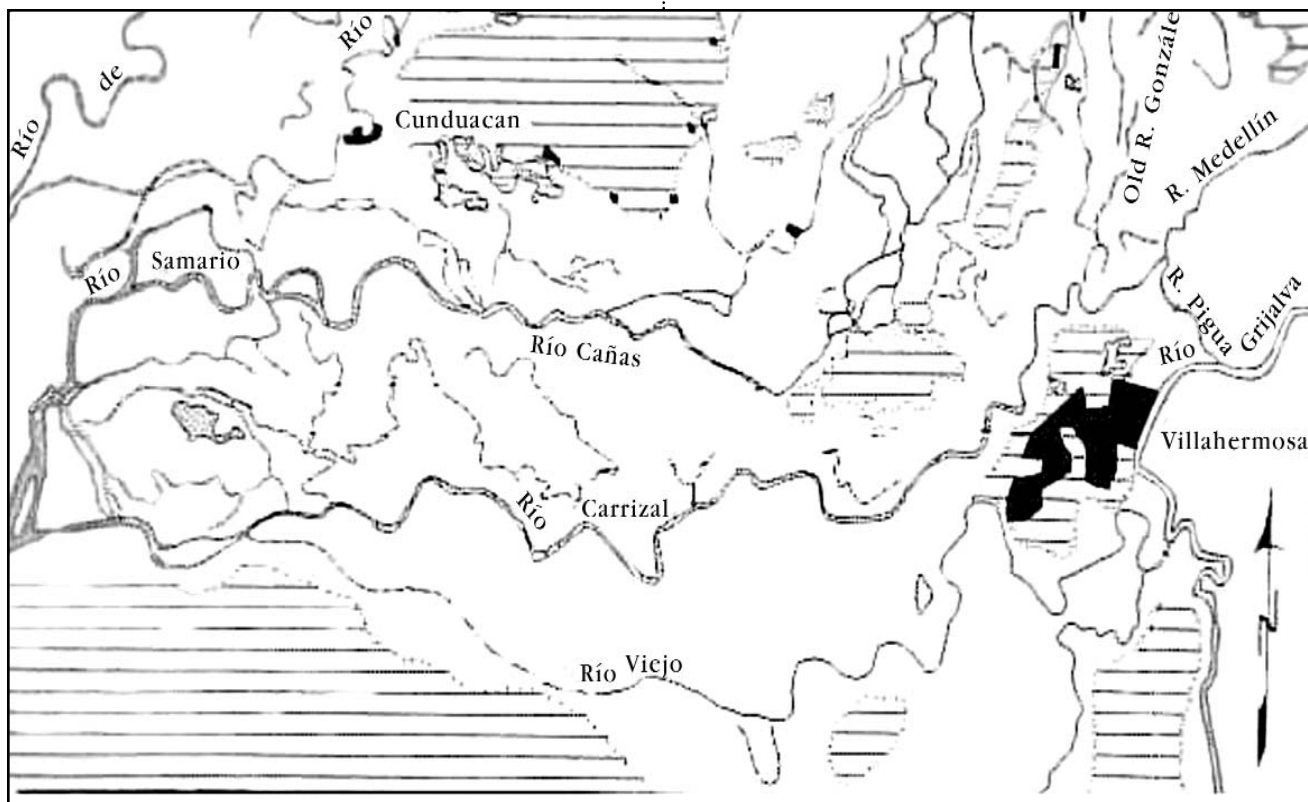 Río
Río de
Cunduacan
R.
Old R. Gonzále
R. Medellín
Río Samario
R. Pigua
Río Grijalva
Río Cañas
Villahermosa
Río Carrizal
Río Viejo